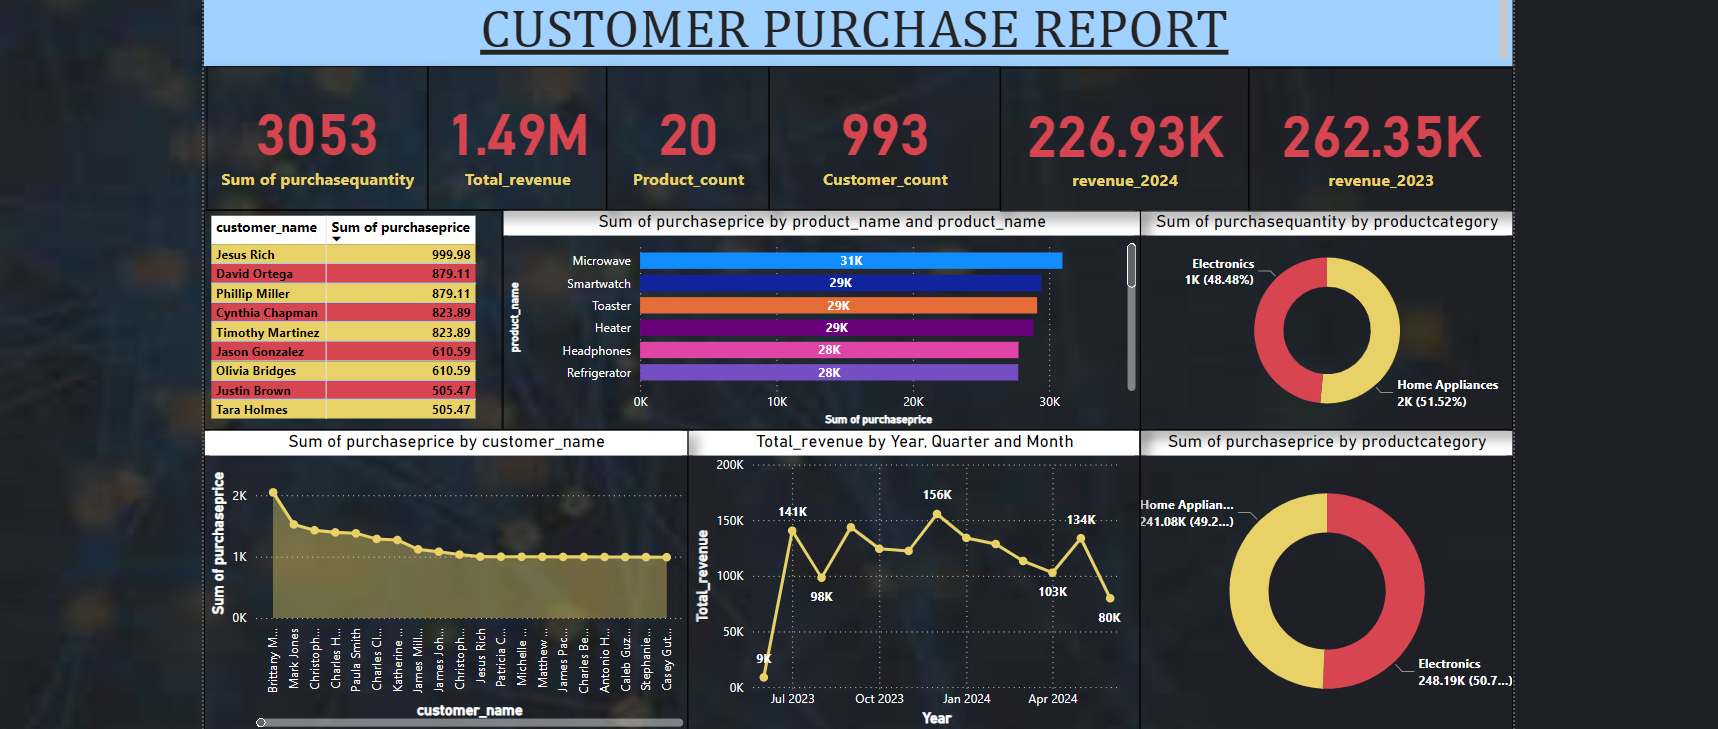 CUSTOMER PURCHASE REPORT
3053
Sum of purchasequantity
1.49M
Total_revenue
20
Product_count
993
Customer_count
226.93K
revenue_2024
262.35K
revenue_2023
customer_name Sum of purchaseprice
Jesus Rich 999.98
David Ortega 879.11
Phillip Miller 879.11
Cynthia Chapman 823.89
Timothy Martinez 823.89
Jason Gonzalez 610.59
Olivia Bridges 610.59
Justin Brown 505.47
Tara Holmes 505.47
Sum of purchaseprice by product_name and product_name
product_name
Microwave 31K
Smartwatch 29K
Toaster 29K
Heater 29K
Headphones 28K
Refrigerator 28K
0K 10K 20K 30K
Sum of purchaseprice
Sum of purchasequantity by productcategory
Electronics
1K (48.48%)
Home Appliances
2K (51.52%)
Sum of purchaseprice by customer_name
Sum of purchaseprice
2K
1K
0K
Brittany M...
Mark Jones
Christoph...
Charles H...
Paula Smith
Charles Cl...
Katherine ...
James Mill...
James Joh...
Christoph...
Jesus Rich
Patricia C...
Michelle ...
Matthew ...
James Pac...
Charles Be...
Antonio H...
Caleb Guz...
Stephanie...
Casey Gut...
customer_name
Total_revenue by Year, Quarter and Month
Total_revenue
200K
150K
100K
50K
0K
9K
141K
98K
156K
103K
134K
80K
Jul 2023 Oct 2023 Jan 2024 Apr 2024
Year
Sum of purchaseprice by productcategory
Home Applian...
241.08K (49.2...)
Electronics
248.19K (50.7...)